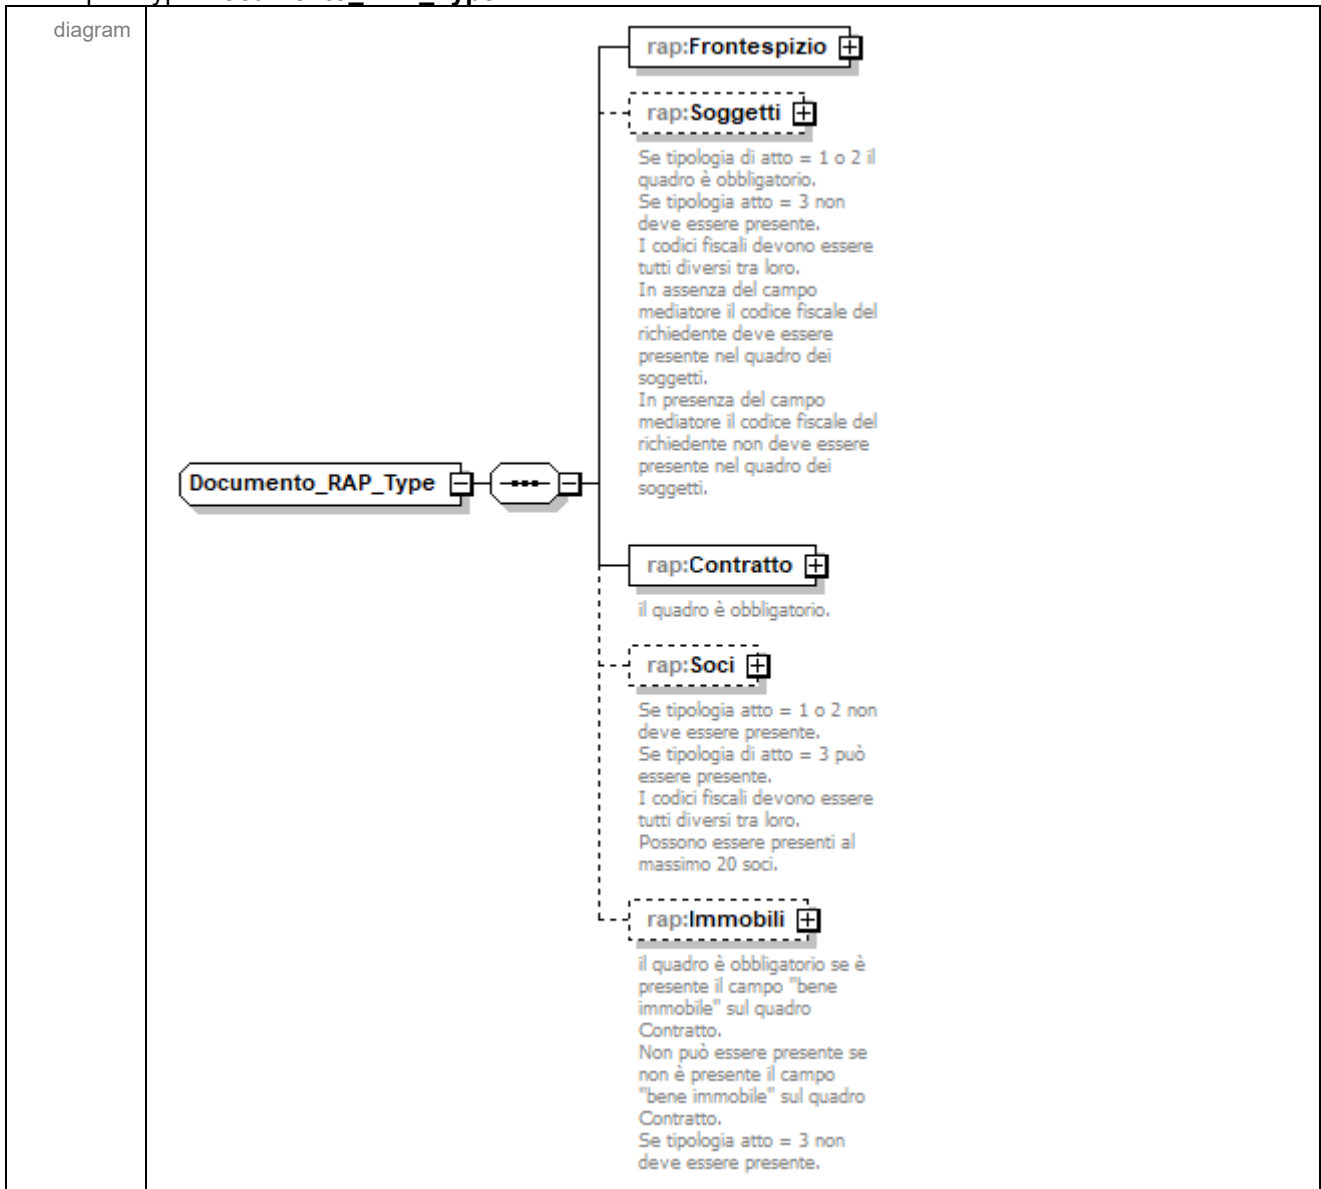 diagram
rap:Frontespizio
rap:Soggetti
Se tipologia di atto = 1 o 2 il
quadro è obbligatorio.
Se tipologia atto = 3 non
deve essere presente.
I codici fiscali devono essere
tutti diversi tra loro.
In assenza del campo
mediatore il codice fiscale del
richiedente deve essere
presente nel quadro dei
soggetti.
In presenza del campo
mediatore il codice fiscale del
richiedente non deve essere
presente nel quadro dei
soggetti.
Documento_RAP_Type
rap:Contratto
il quadro è obbligatorio.
rap:Soci
Se tipologia atto = 1 o 2 non
deve essere presente.
Se tipologia di atto = 3 può
essere presente.
I codici fiscali devono essere
tutti diversi tra loro.
Possono essere presenti al
massimo 20 soci.
rap:Immobili
il quadro è obbligatorio se è
presente il campo "bene
immobile" sul quadro
Contratto.
Non può essere presente se
non è presente il campo
"bene immobile" sul quadro
Contratto.
Se tipologia atto = 3 non
deve essere presente.